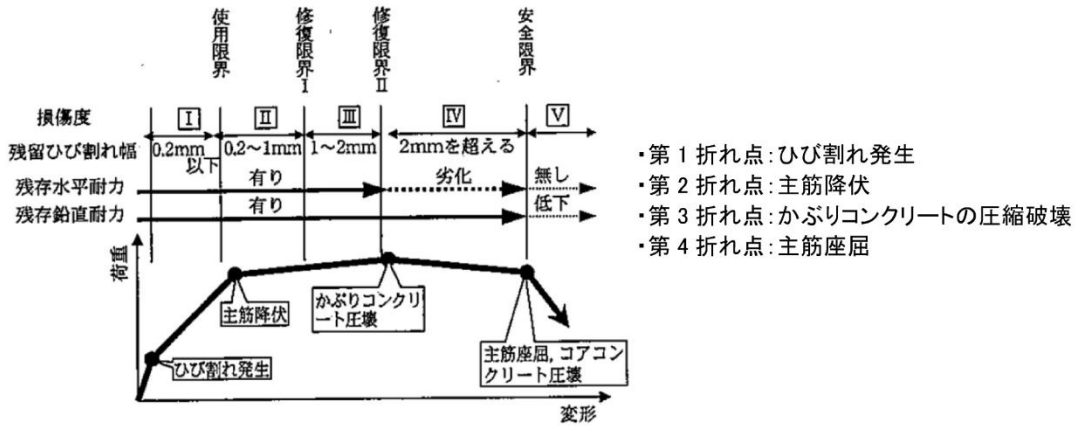 使用限界
修復限界Ⅰ
修復限界Ⅱ
安全限界
損傷度
Ⅰ
Ⅱ
Ⅲ
Ⅳ
Ⅴ
残留ひび割れ幅
0.2mm
以下
0.2~1mm
1~2mm
2mmを超える
残存水平耐力
有り
劣化
無し
残存鉛直耐力
有り
低下
荷重
ひび割れ発生
主筋降伏
かぶりコンクリ
ート圧壊
主筋座屈,コアコン
クリート圧壊
変形
・第1折れ点:ひび割れ発生
・第2折れ点:主筋降伏
・第3折れ点:かぶりコンクリートの圧縮破壊
・第4折れ点:主筋座屈